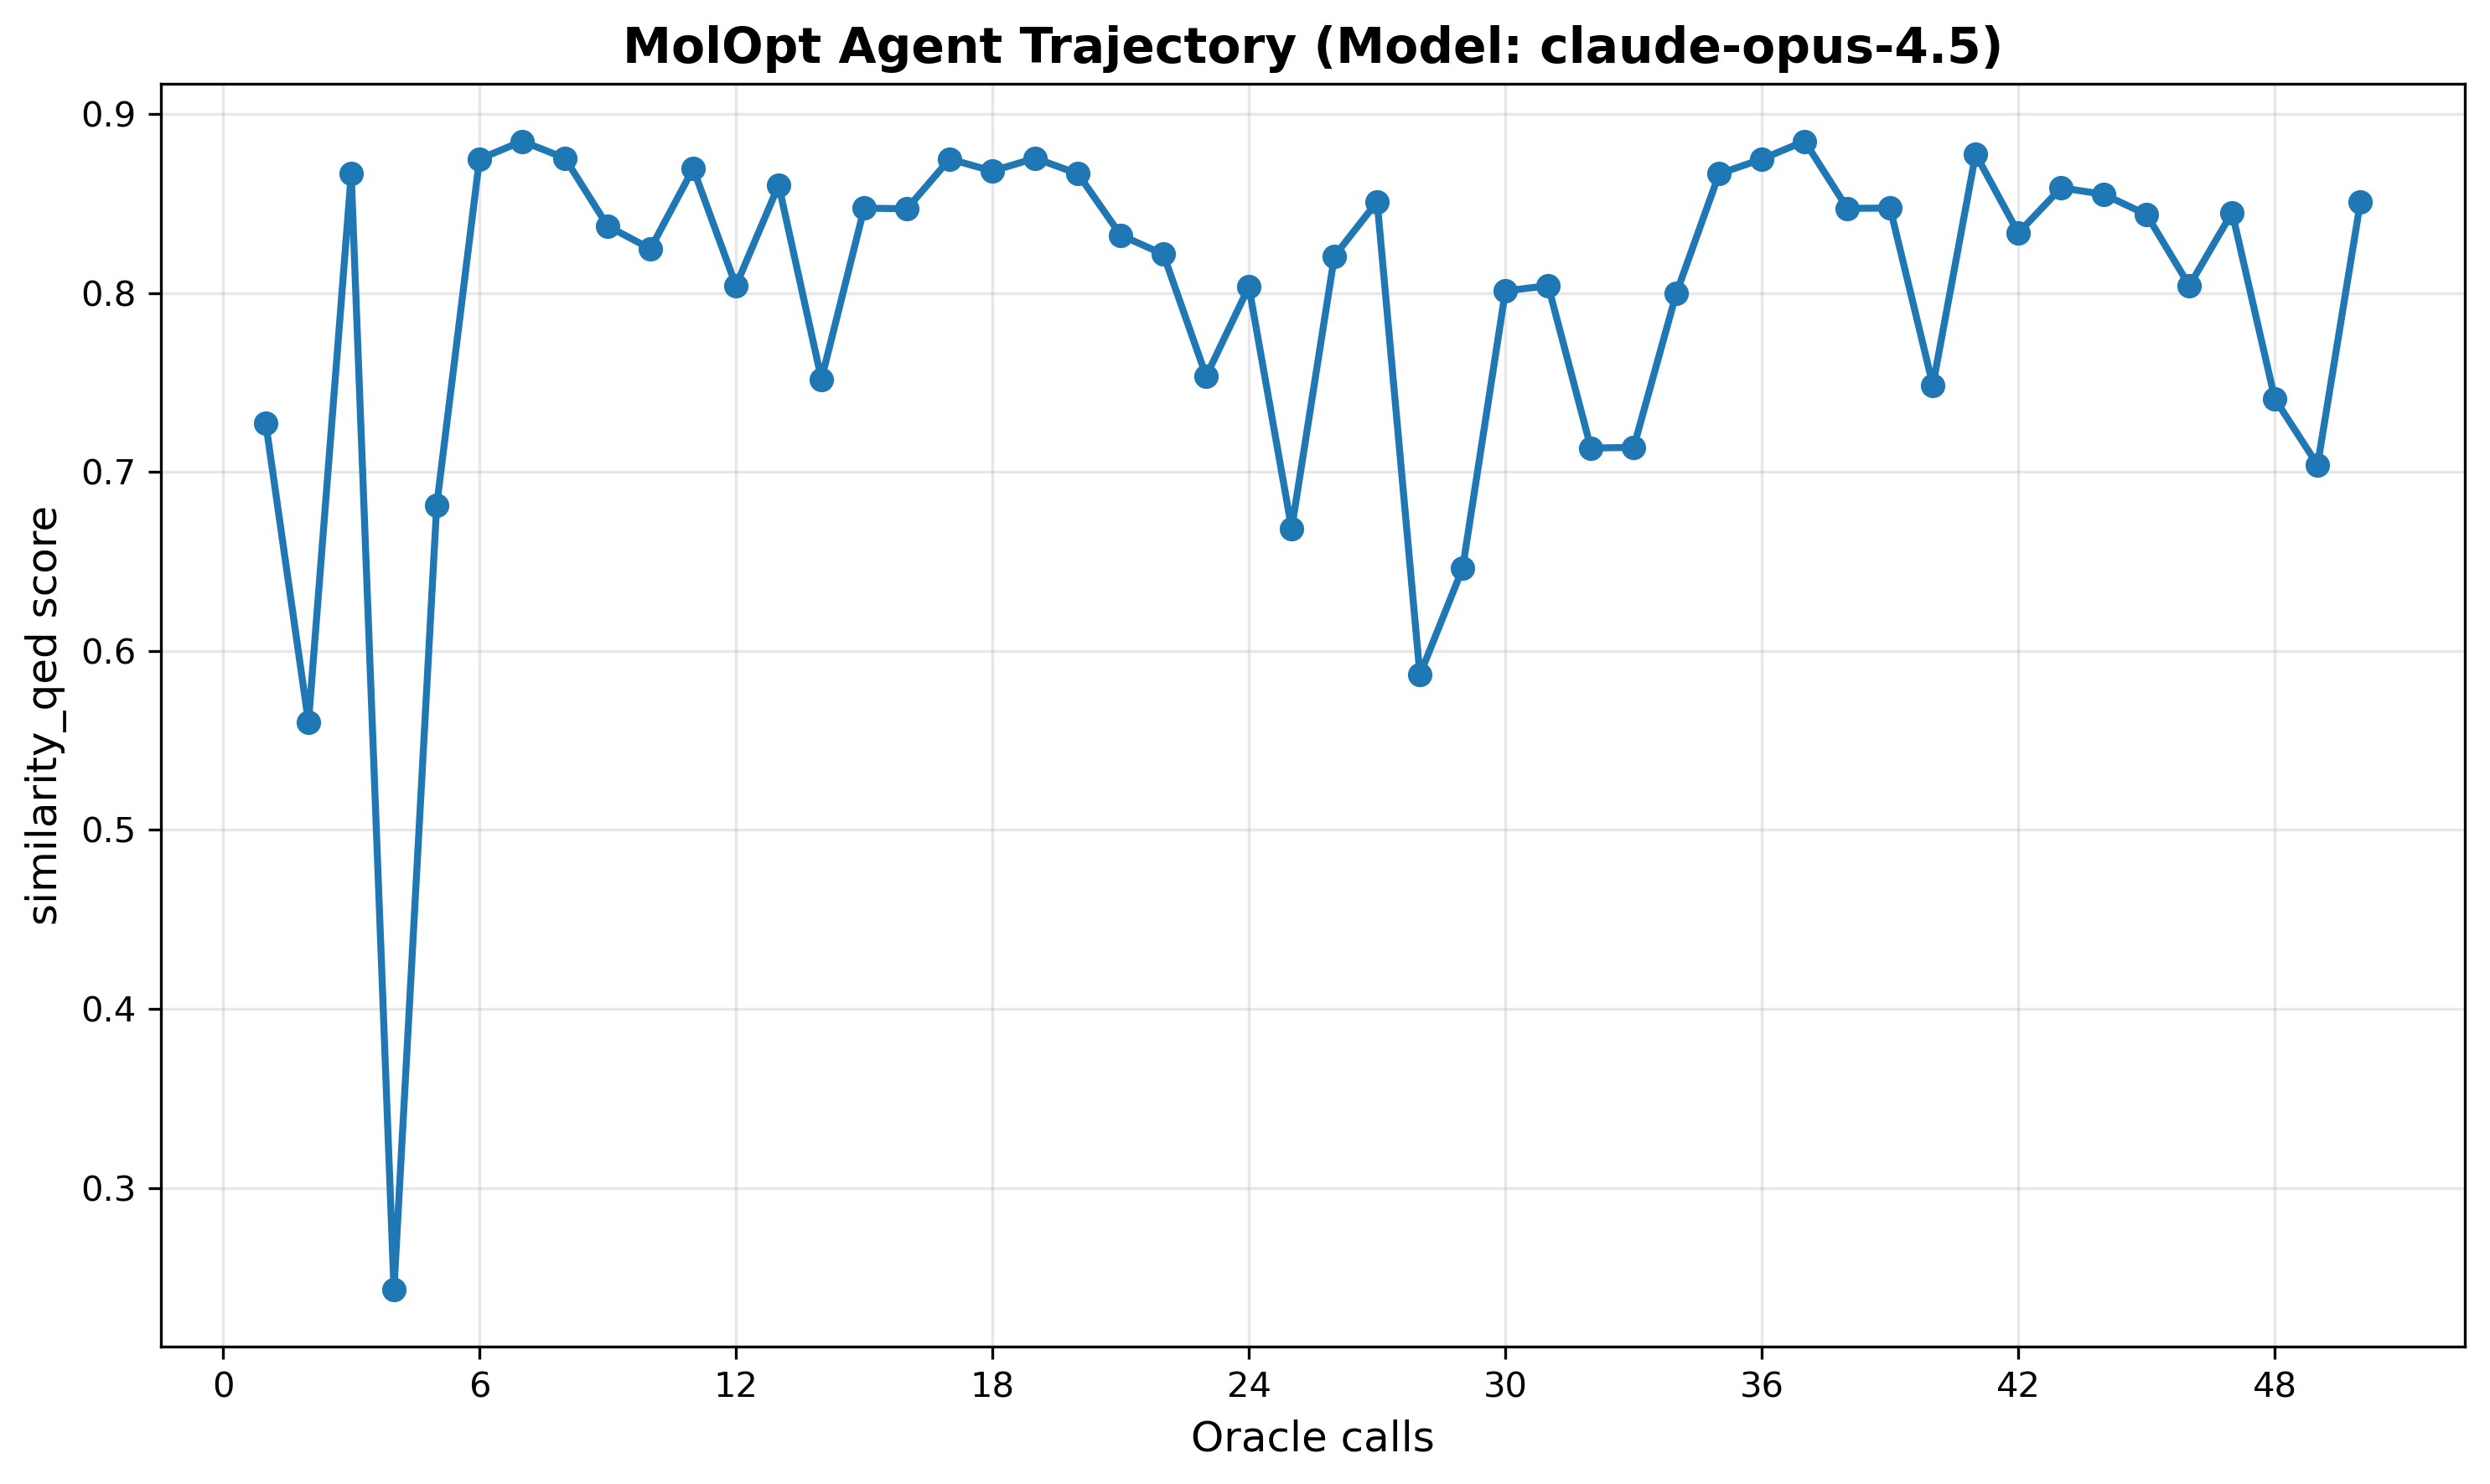 MolOpt Agent Trajectory (Model: claude-opus-4.5)
similarity_qed score
0.9
0.8
0.7
0.6
0.5
0.4
0.3
0 6 12 18 24 30 36 42 48
Oracle calls